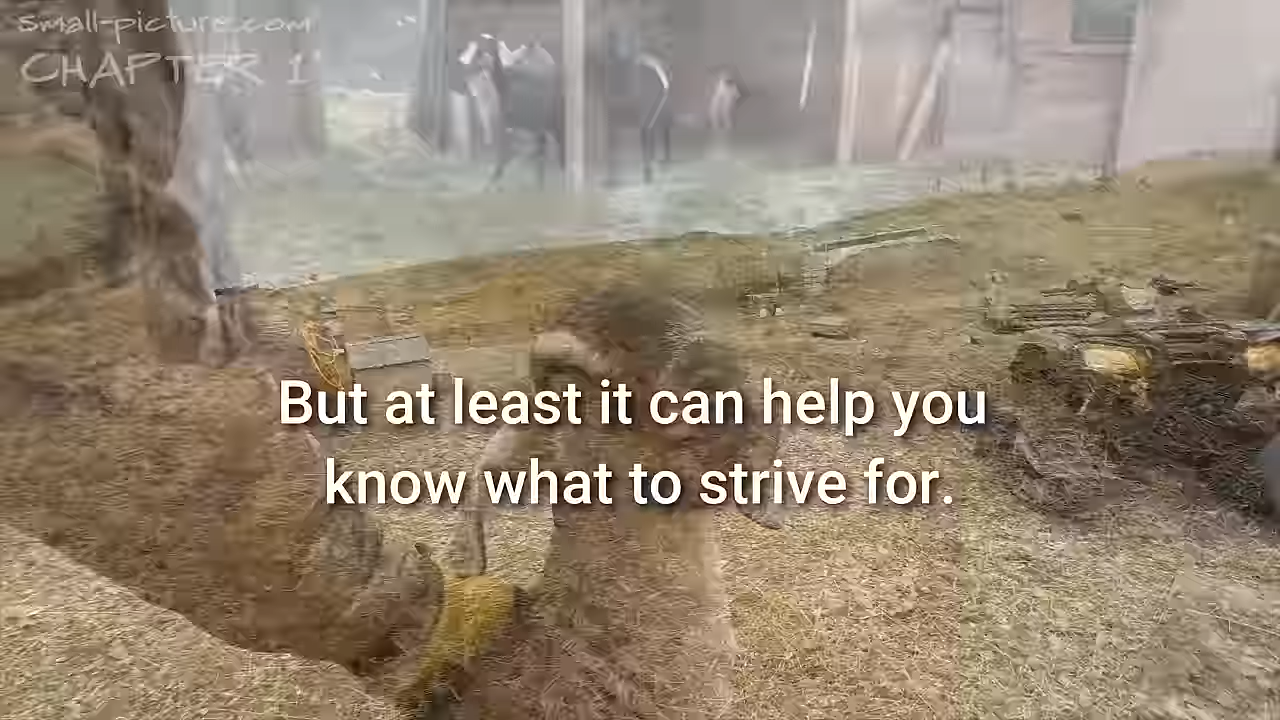 small-picture.com
CHAPTER 1
But at least it can help you
know what to strive for.